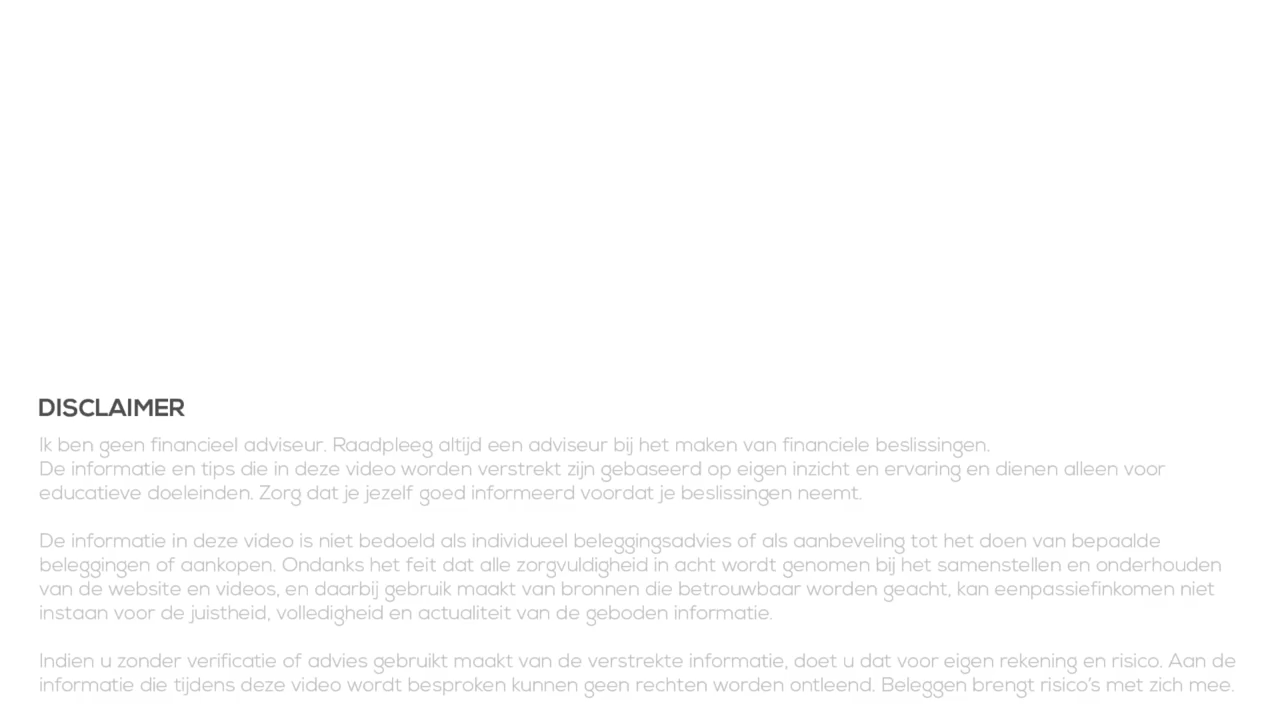 DISCLAIMER
Ik ben geen financieel adviseur. Raadpleeg altijd een adviseur bij het maken van financiele beslissingen.
De informatie en tips die in deze video worden verstrekt zijn gebaseerd op eigen inzicht en ervaring en dienen alleen voor
educatieve doeleinden. Zorg dat je jezelf goed informeerd voordat je beslissingen neemt.
De informatie in deze video is niet bedoeld als individueel beleggingsadvies of als aanbeveling tot het doen van bepaalde
beleggingen of aankopen. Ondanks het feit dat alle zorgvuldigheid in acht wordt genomen bij het samenstellen en onderhouden
van de website en videos, en daarbij gebruik maakt van bronnen die betrouwbaar worden geacht, kan eenpassiefinkomen niet
instaan voor de juistheid, volledigheid en actualiteit van de geboden informatie.
Indien u zonder verificatie of advies gebruikt maakt van de verstrekte informatie, doet u dat voor eigen rekening en risico. Aan de
informatie die tijdens deze video wordt besproken kunnen geen rechten worden ontleend. Beleggen brengt risico's met zich mee.